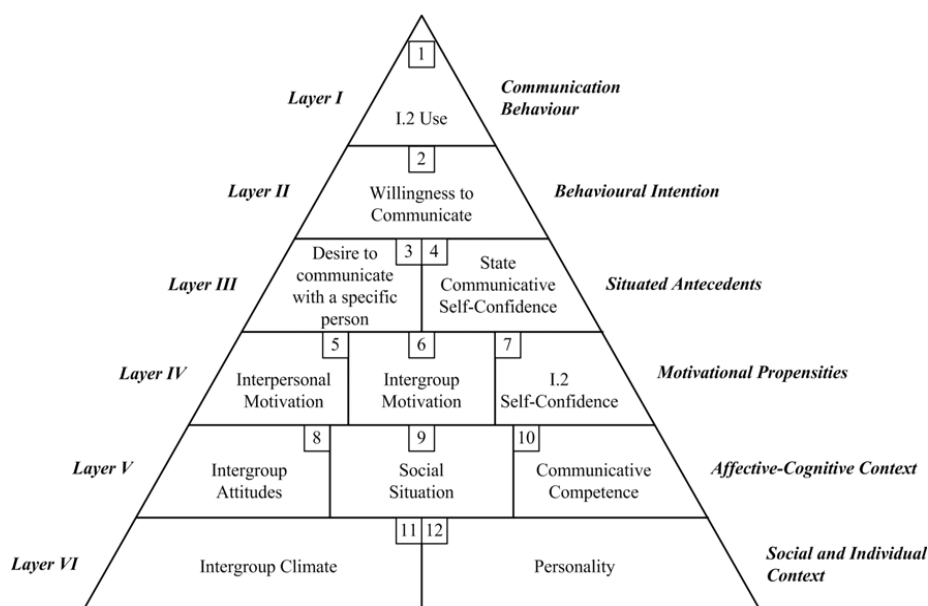 1
Layer I
I.2 Use
Communication
Behaviour
2
Layer II
Willingness to
Communicate
Behavioural Intention
3 4
Layer III
Desire to
communicate
with a specific
person
State
Communicative
Self-Confidence
Situated Antecedents
5 6 7
Layer IV
Interpersonal
Motivation
Intergroup
Motivation
I.2
Self-Confidence
Motivational Propensities
8 9 10
Layer V
Intergroup
Attitudes
Social
Situation
Communicative
Competence
Affective-Cognitive Context
11 12
Layer VI
Intergroup Climate
Personality
Social and Individual
Context